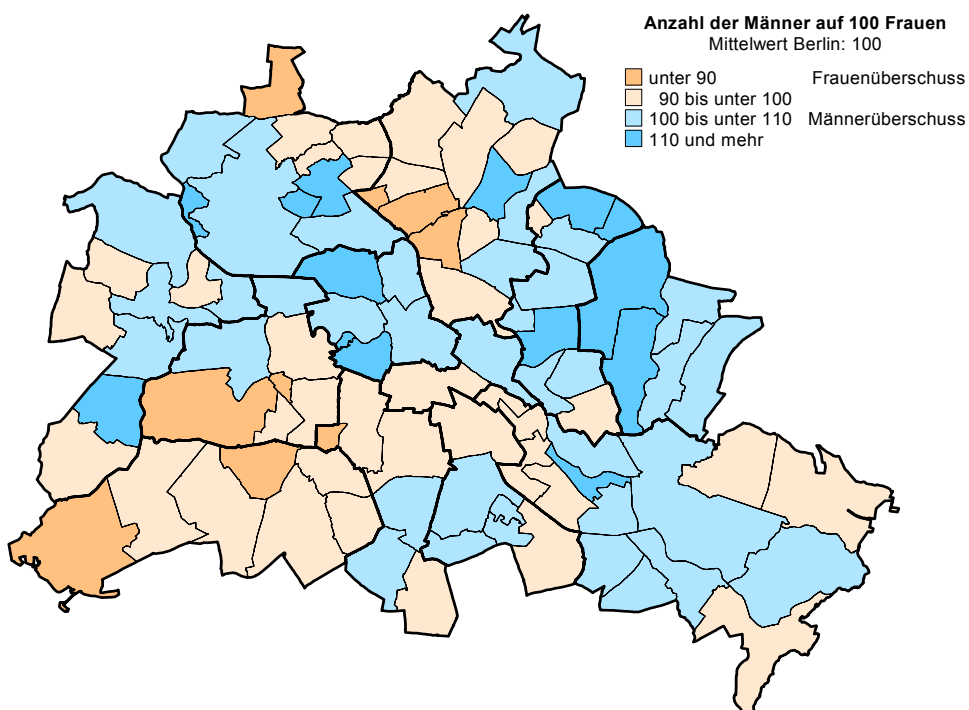 Anzahl der Männer auf 100 Frauen
Mittelwert Berlin: 100
unter 90 Frauenüberschuss
90 bis unter 100
100 bis unter 110 Männerüberschuss
110 und mehr